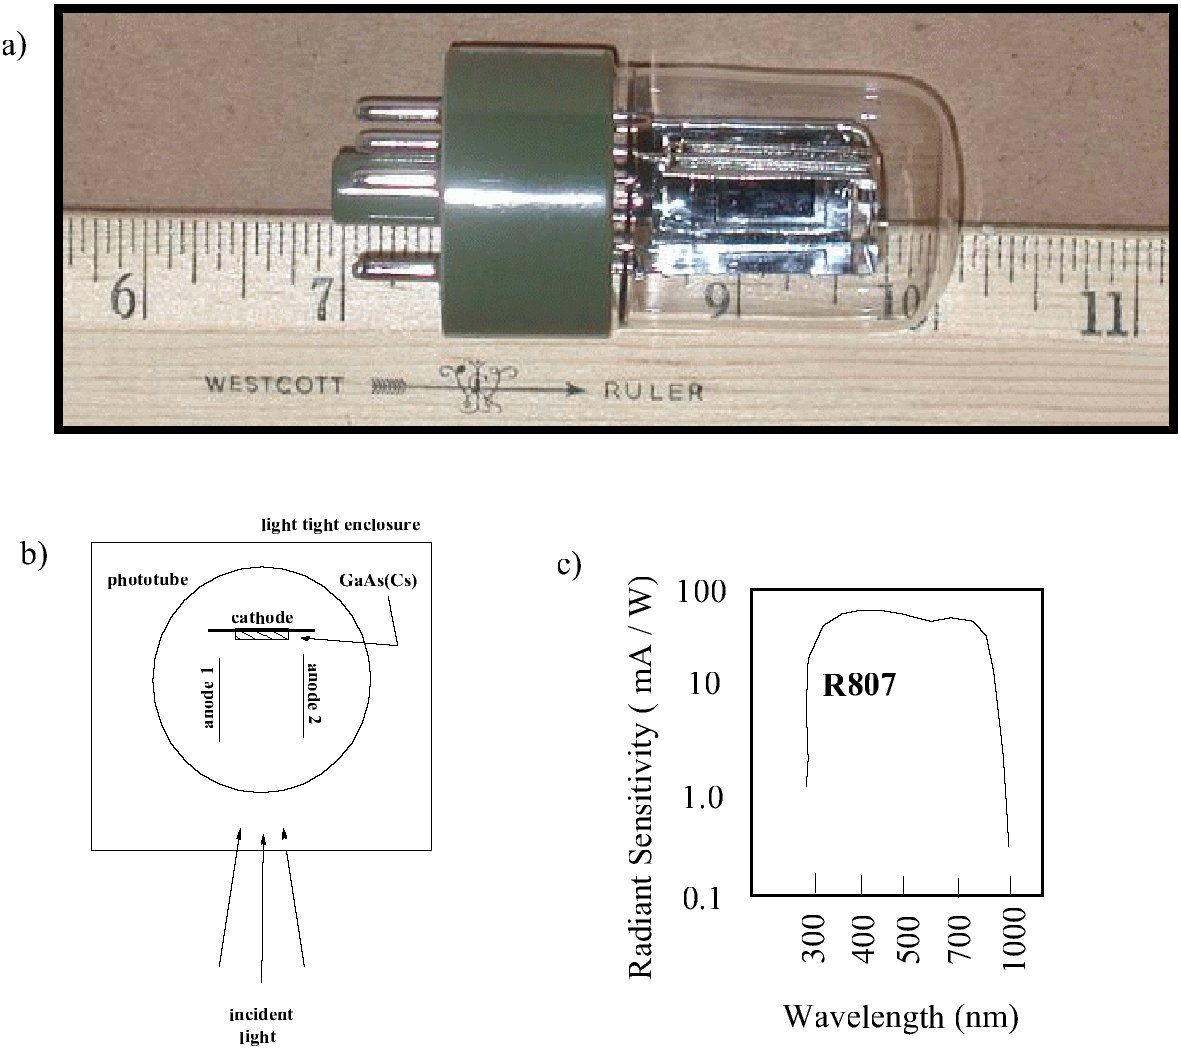 a)
6
7
9
10
11
WESTCOTT RULER
b)
light tight enclosure
phototube
GaAs(Cs)
cathode
anode 1
anode 2
incident
light
c)
Radiant Sensitivity ( mA / W)
100
10
1.0
0.1
R807
300
400
500
700
1000
Wavelength (nm)